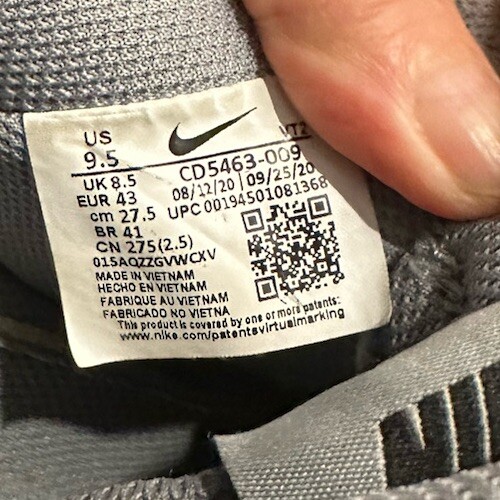 US
9.5
UK 8.5
EUR 43
cm 27.5
BR 41
CN 275(2.5)
015AQZZGVWCXV
VT2
CD5463-009
08/12/20 | 09/25/20
UPC 00194501081368
MADE IN VIETNAM
HECHO EN VIETNAM
FABRIQUE AU VIETNAM
FABRICADO NO VIETNAM
This product is covered by one or more patents:
www.nike.com/patentsvirtualmarking